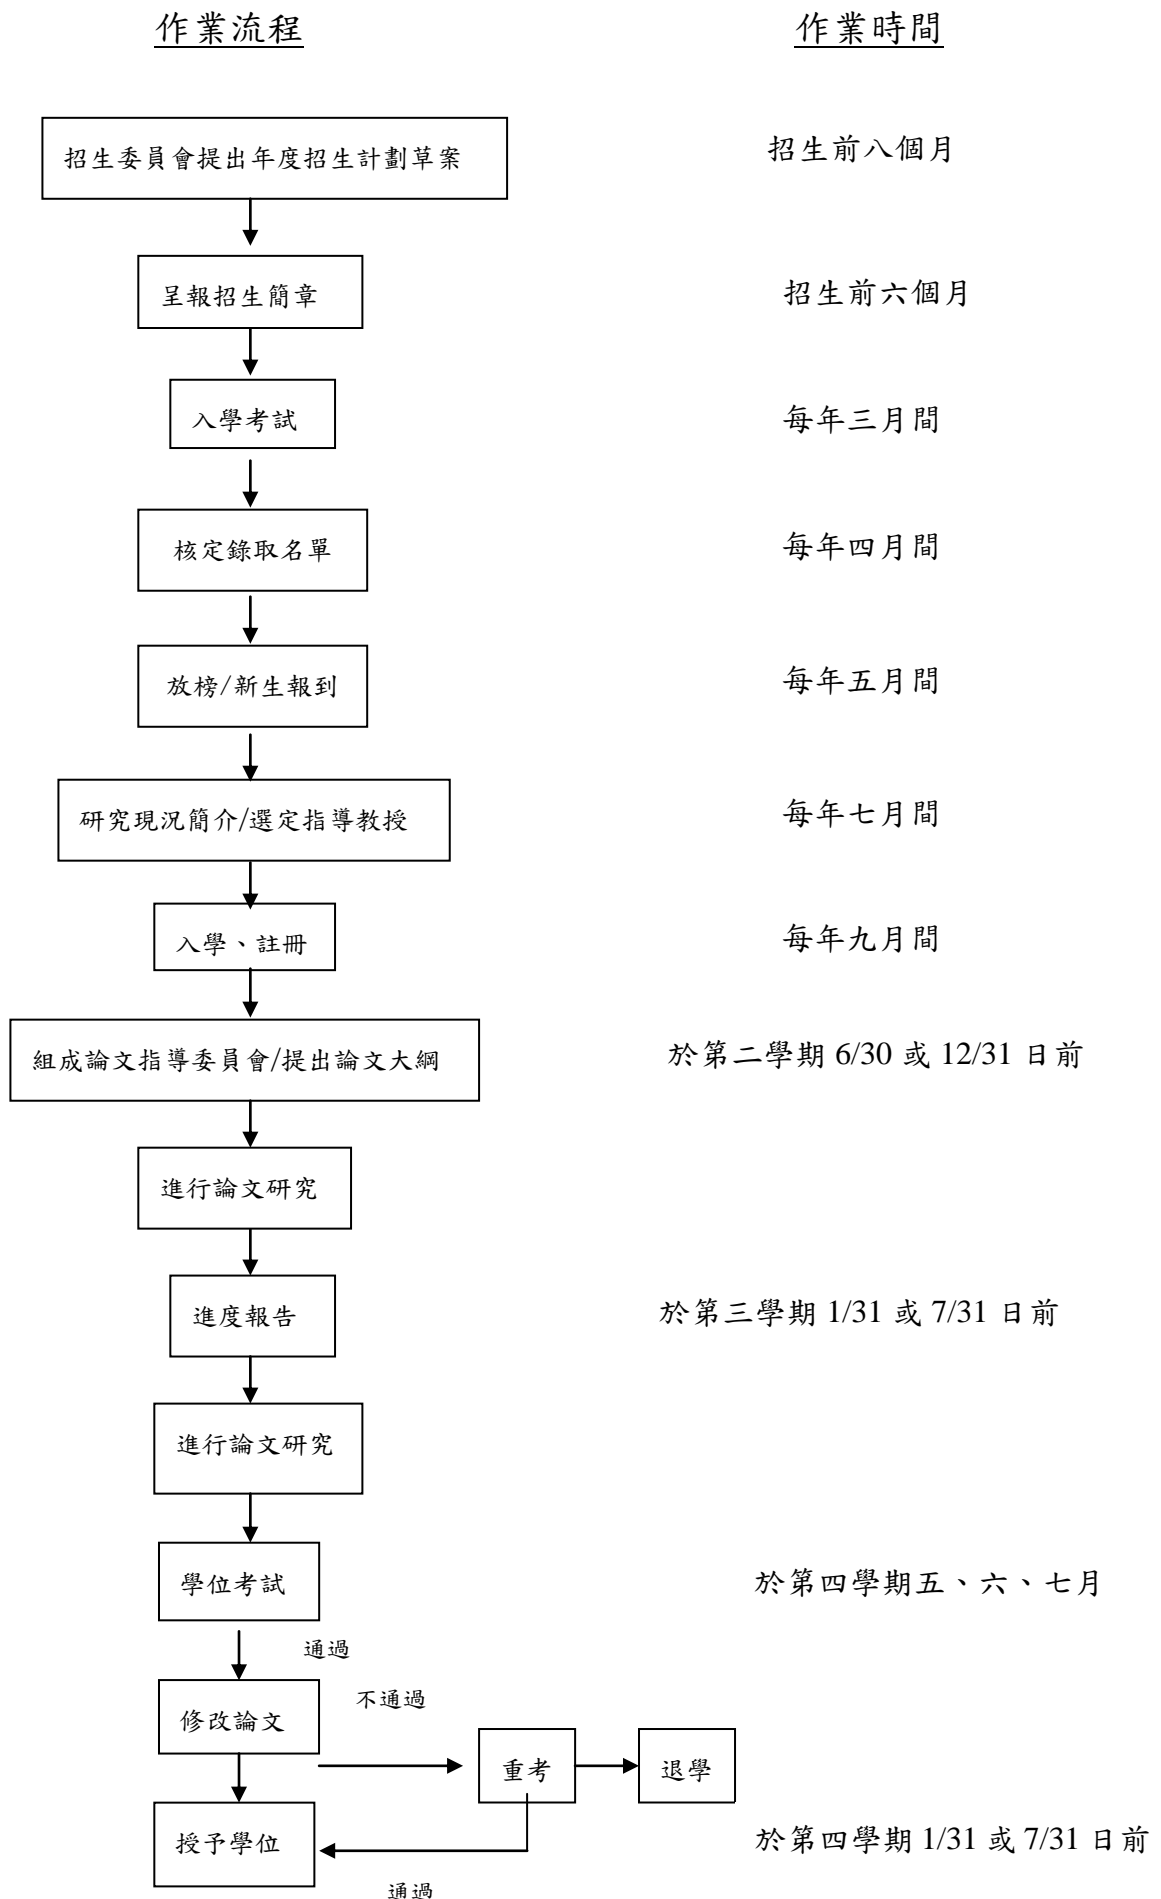 作業流程 作業時間
招生委員會提出年度招生計劃草案 招生前八個月
呈報招生簡章 招生前六個月
入學考試 每年三月間
核定錄取名單 每年四月間
放榜/新生報到 每年五月間
研究現況簡介/選定指導教授 每年七月間
入學、註冊 每年九月間
組成論文指導委員會/提出論文大綱 於第二學期 6/30 或 12/31 日前
進行論文研究
進度報告 於第三學期 1/31 或 7/31 日前
進行論文研究
學位考試 於第四學期五、六、七月
通過
不通過
修改論文
重考 退學
授予學位 於第四學期 1/31 或 7/31 日前
通過